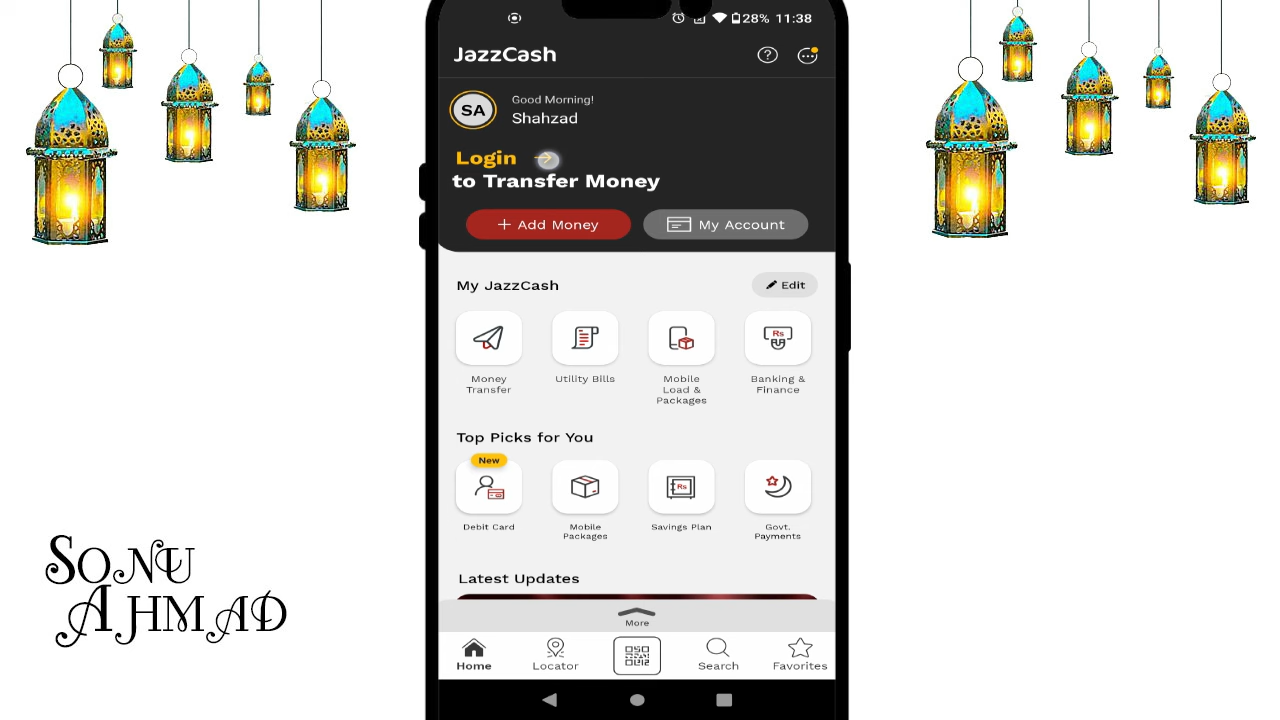 28% 11:38
JazzCash
SA
Good Morning!
Shahzad
Login →
to Transfer Money
+ Add Money
My Account
My JazzCash
Edit
Money
Transfer
Utility Bills
Mobile
Load &
Packages
Rs
Banking &
Finance
Top Picks for You
New
Debit Card
Mobile
Packages
Rs
Savings Plan
Govt.
Payments
Latest Updates
More
Home
Locator
Search
Favorites
Sonu
Ahmad